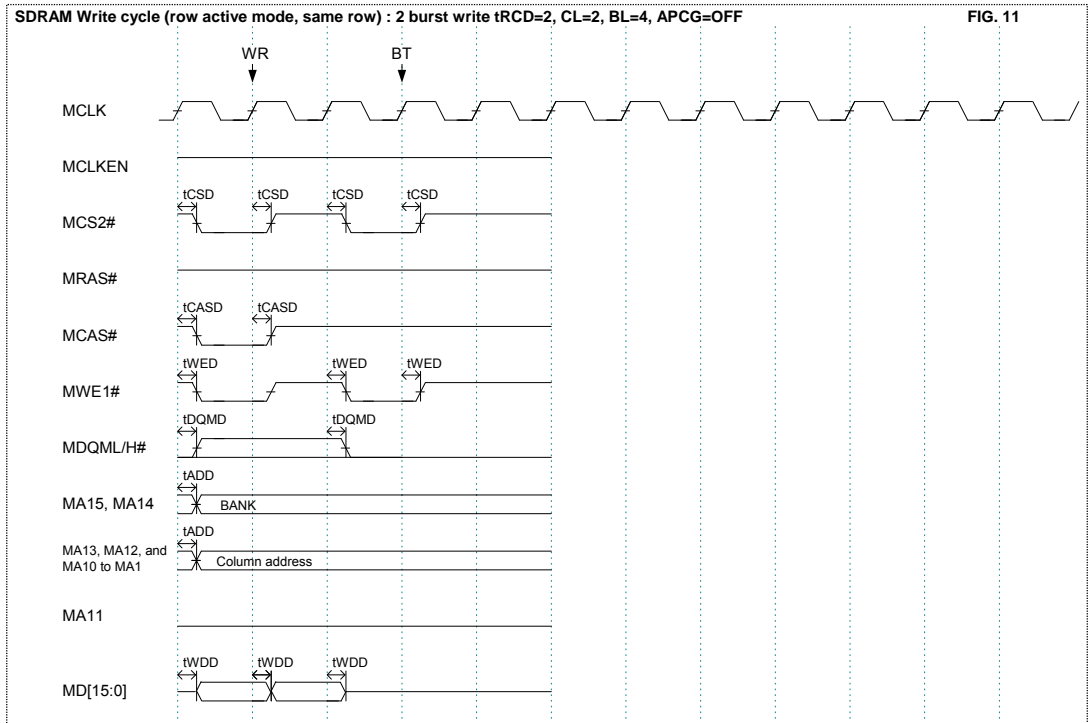 SDRAM Write cycle (row active mode, same row) : 2 burst write tRCD=2, CL=2, BL=4, APCG=OFF FIG. 11
WR BT
MCLK
MCLKEN
tCSD tCSD tCSD tCSD
MCS2#
MRAS#
tCASD tCASD
MCAS#
tWED tWED tWED
MWE1#
tDQMD tDQMD
MDQML/H#
tADD
MA15, MA14 BANK
tADD
MA13, MA12, and
MA10 to MA1 Column address
MA11
tWDD tWDD tWDD
MD[15:0]